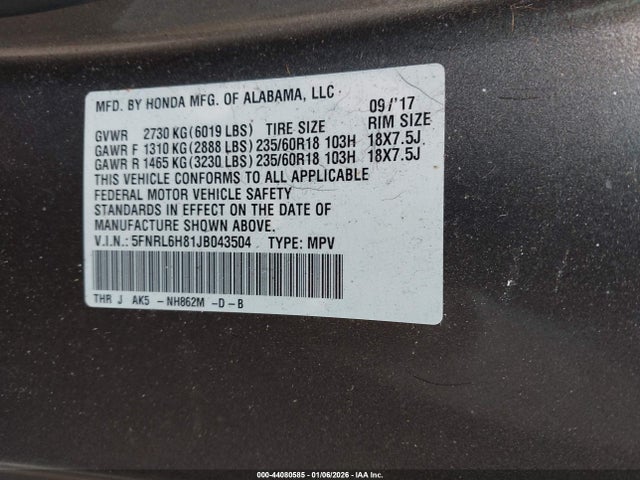 MFD. BY HONDA MFG. OF ALABAMA, LLC. 09/'17
GVWR 2730 KG (6019 LBS) TIRE SIZE RIM SIZE
GAWR F 1310 KG (2888 LBS) 235/60R18 103H 18X7.5J
GAWR R 1465 KG (3230 LBS) 235/60R18 103H 18X7.5J
THIS VEHICLE CONFORMS TO ALL APPLICABLE
FEDERAL MOTOR VEHICLE SAFETY
STANDARDS IN EFFECT ON THE DATE OF
MANUFACTURE SHOWN ABOVE.
V.I.N.: 5FNRL6H81JB043504 TYPE: MPV
THR J AK5 -NH862M -D-B
000-44080585 - 01/06/2026 - IAA Inc.